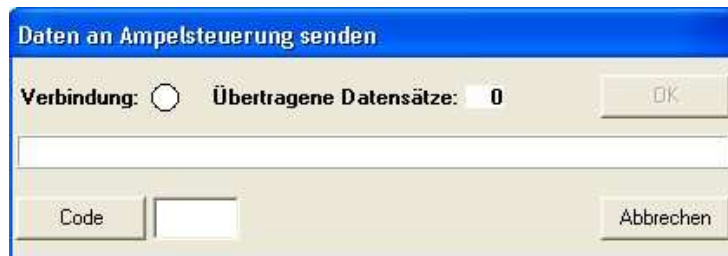 Daten an Ampelsteuerung senden
Verbindung: Übertragene Datensätze: 0 OK
Code Abbrechen